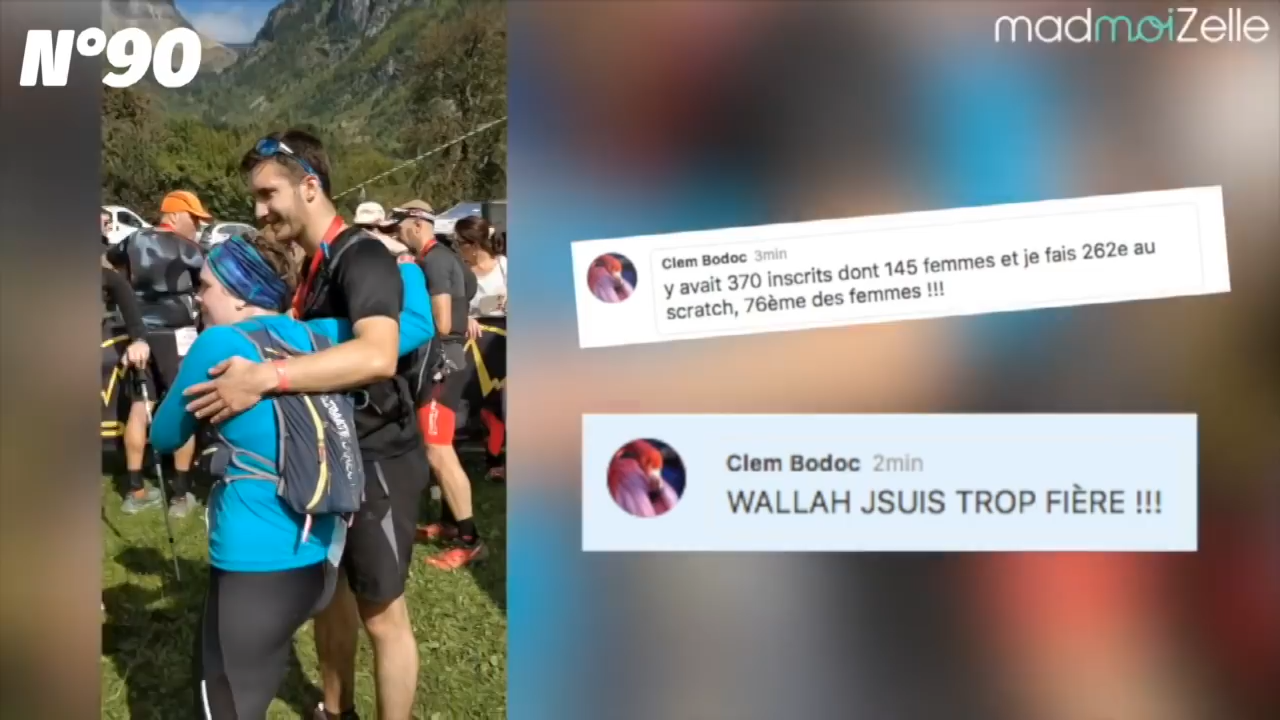 N°90
madmoiZelle
Clem Bodoc 3min
y avait 370 inscrits dont 145 femmes et je fais 262e au
scratch, 76ème des femmes !!!
Clem Bodoc 2min
WALLAH JSUIS TROP FIÈRE !!!